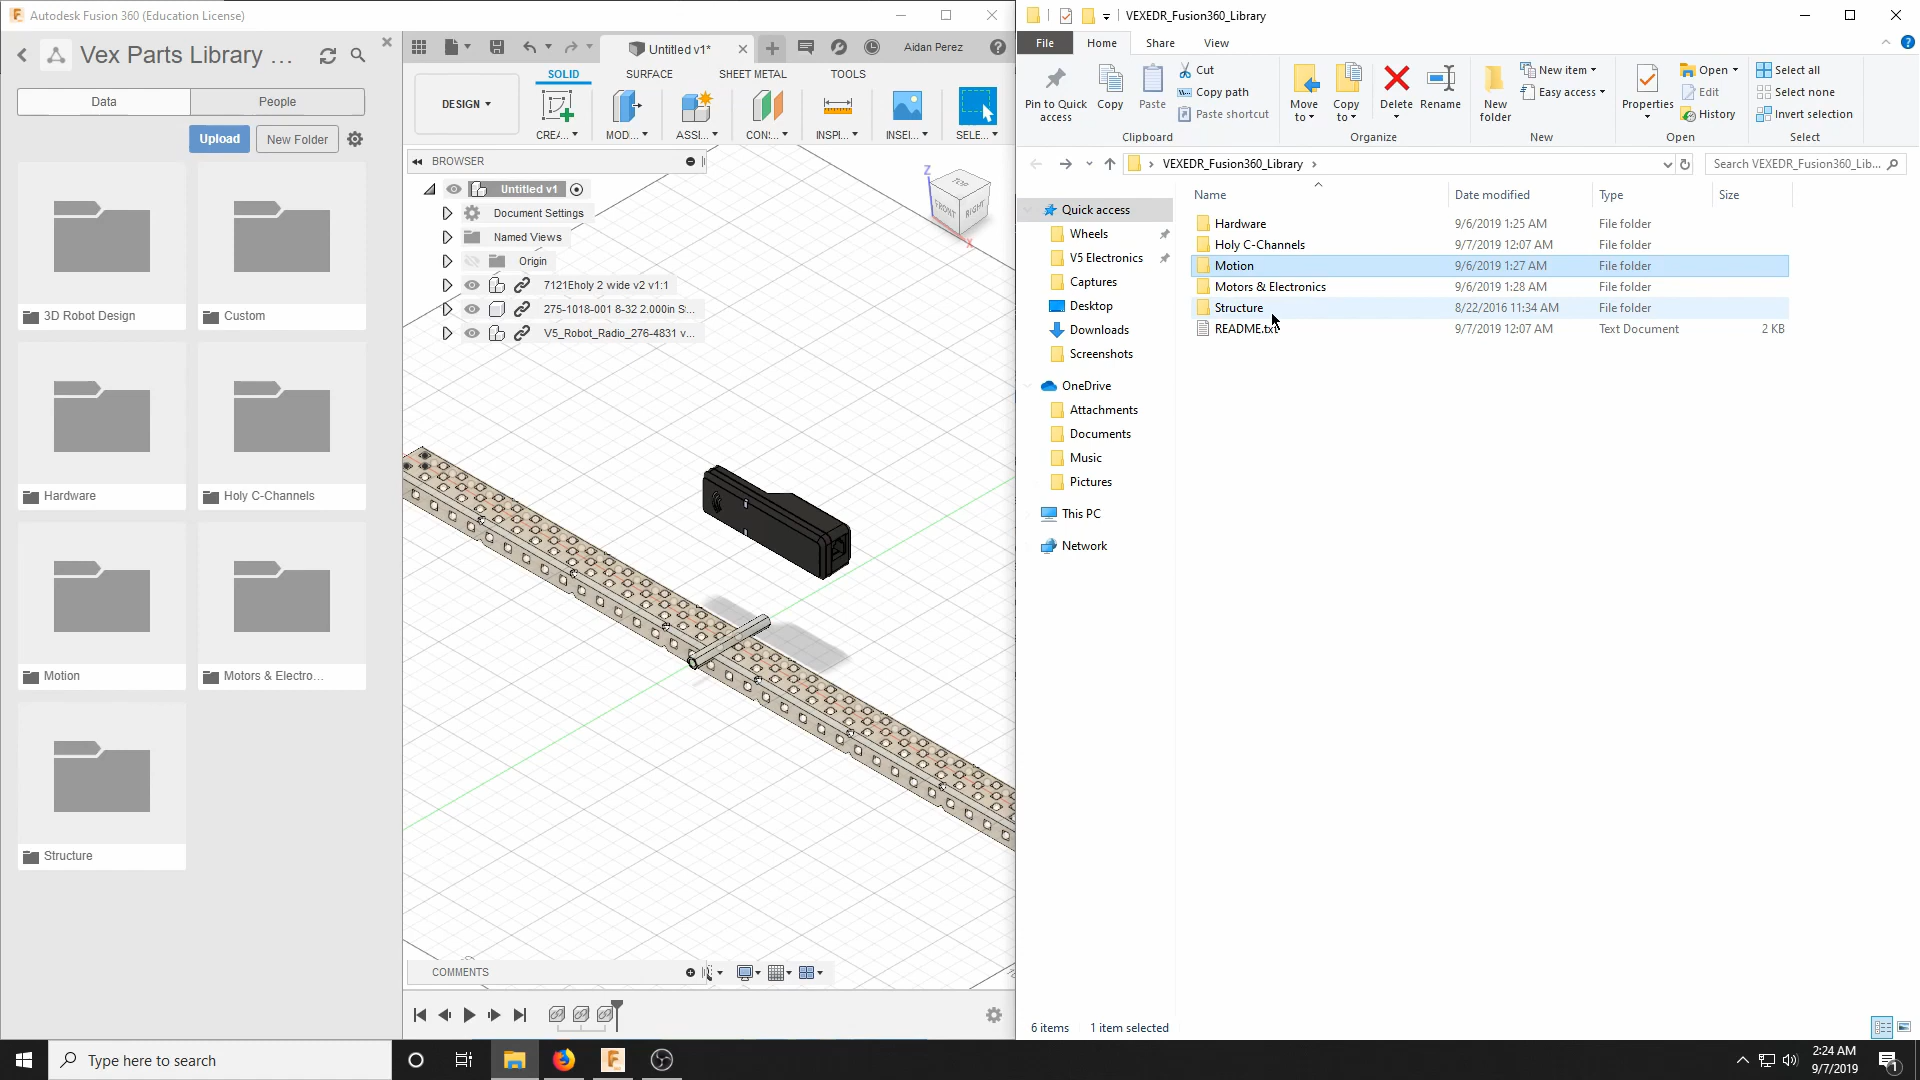 Autodesk Fusion 360 (Education License)
Vex Parts Library ...
Data
People
Upload
New Folder
3D Robot Design
Custom
Hardware
Holy C-Channels
Motion
Motors & Electro...
Structure
Untitled v1*
Aidan Perez
SOLID
SURFACE
SHEET METAL
TOOLS
DESIGN
CREA...
MOD...
ASSI...
CON...
INSPI...
INSEI...
SELE...
BROWSER
Untitled v1
Document Settings
Named Views
Origin
7121Eholy 2 wide v2 v1:1
275-1018-001 8-32 2.000in S:...
V5_Robot_Radio_276-4831 v...
Z
TOP
FRONT
RIGHT
X
COMMENTS
VEXEDR_Fusion360_Library
File
Home
Share
View
Pin to Quick access
Copy
Paste
Cut
Copy path
Paste shortcut
Clipboard
Move to
Copy to
Delete
Rename
Organize
New folder
New item
Easy access
New
Properties
Open
Edit
History
Open
Select all
Select none
Invert selection
Select
VEXEDR_Fusion360_Library
Search VEXEDR_Fusion360_Lib...
Quick access
Wheels
V5 Electronics
Captures
Desktop
Downloads
Screenshots
OneDrive
Attachments
Documents
Music
Pictures
This PC
Network
Name
Date modified
Type
Size
Hardware 9/6/2019 1:25 AM File folder
Holy C-Channels 9/7/2019 12:07 AM File folder
Motion 9/6/2019 1:27 AM File folder
Motors & Electronics 9/6/2019 1:28 AM File folder
Structure 8/22/2016 11:34 AM File folder
README.txt 9/7/2019 12:07 AM Text Document 2 KB
6 items
1 item selected
Type here to search
2:24 AM
9/7/2019
1